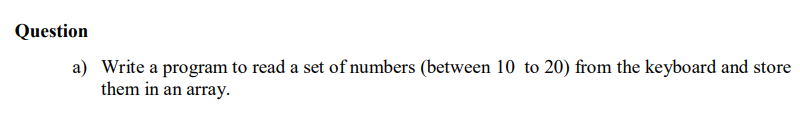 Question
a) Write a program to read a set of numbers (between 10 to 20) from the keyboard and store
them in an array.